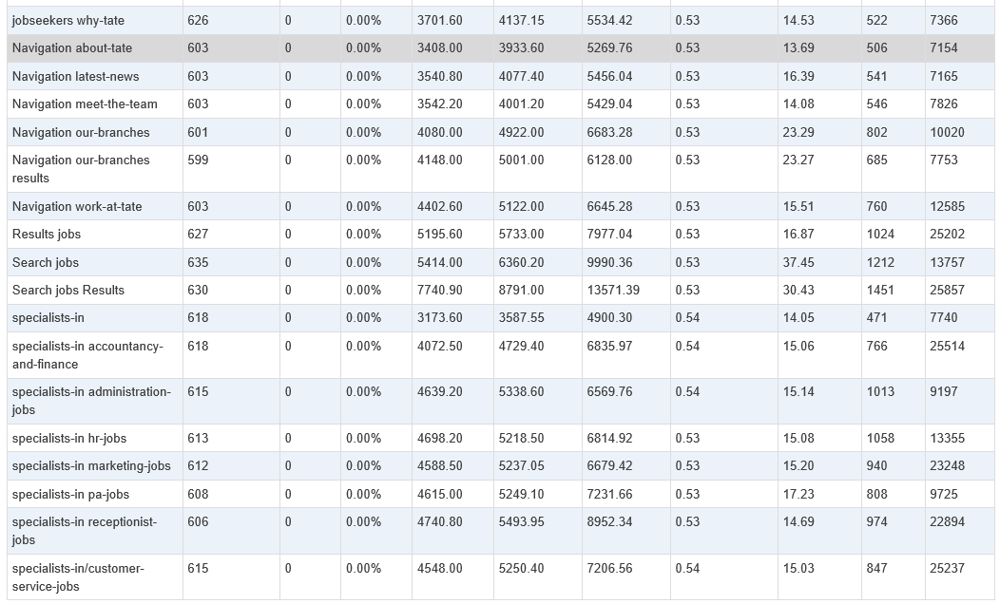 jobseekers why-tate 626 0 0.00% 3701.60 4137.15 5534.42 0.53 14.53 522 7366
Navigation about-tate 603 0 0.00% 3408.00 3933.60 5269.76 0.53 13.69 506 7154
Navigation latest-news 603 0 0.00% 3540.80 4077.40 5456.04 0.53 16.39 541 7165
Navigation meet-the-team 603 0 0.00% 3542.20 4001.20 5429.04 0.53 14.08 546 7826
Navigation our-branches 601 0 0.00% 4080.00 4922.00 6683.28 0.53 23.29 802 10020
Navigation our-branches 599 0 0.00% 4148.00 5001.00 6128.00 0.53 23.27 685 7753
results
Navigation work-at-tate 603 0 0.00% 4402.60 5122.00 6645.28 0.53 15.51 760 12585
Results jobs 627 0 0.00% 5195.60 5733.00 7977.04 0.53 16.87 1024 25202
Search jobs 635 0 0.00% 5414.00 6360.20 9990.36 0.53 37.45 1212 13757
Search jobs Results 630 0 0.00% 7740.90 8791.00 13571.39 0.53 30.43 1451 25857
specialists-in 618 0 0.00% 3173.60 3587.55 4900.30 0.54 14.05 471 7740
specialists-in accountancy- 618 0 0.00% 4072.50 4729.40 6835.97 0.54 15.06 766 25514
and-finance
specialists-in administration- 615 0 0.00% 4639.20 5338.60 6569.76 0.54 15.14 1013 9197
jobs
specialists-in hr-jobs 613 0 0.00% 4698.20 5218.50 6814.92 0.53 15.08 1058 13355
specialists-in marketing-jobs 612 0 0.00% 4588.50 5237.05 6679.42 0.53 15.20 940 23248
specialists-in pa-jobs 608 0 0.00% 4615.00 5249.10 7231.66 0.53 17.23 808 9725
specialists-in receptionist- 606 0 0.00% 4740.80 5493.95 8952.34 0.53 14.69 974 22894
jobs
specialists-in/customer- 615 0 0.00% 4548.00 5250.40 7206.56 0.54 15.03 847 25237
service-jobs